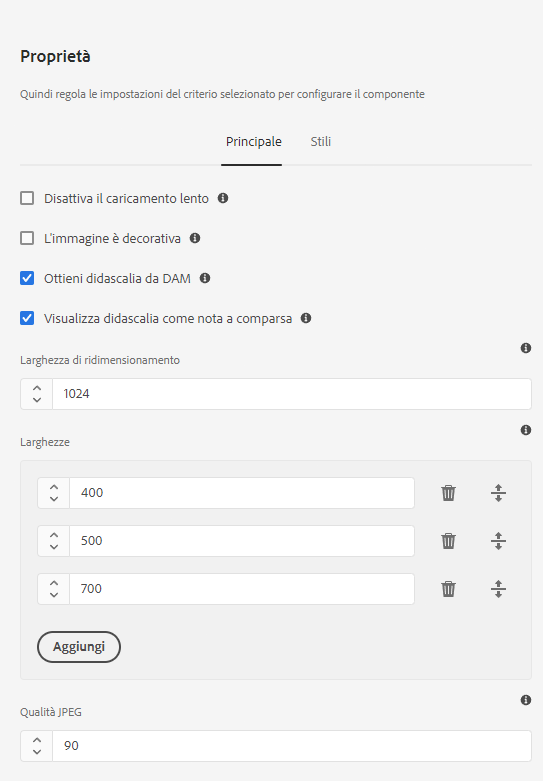 Proprietà
Quindi regola le impostazioni del criterio selezionato per configurare il componente
Principale Stili
Disattiva il caricamento lento
L'immagine è decorativa
Ottieni didascalia da DAM
Visualizza didascalia come nota a comparsa
Larghezza di ridimensionamento
1024
Larghezze
400
500
700
Aggiungi
Qualità JPEG
90